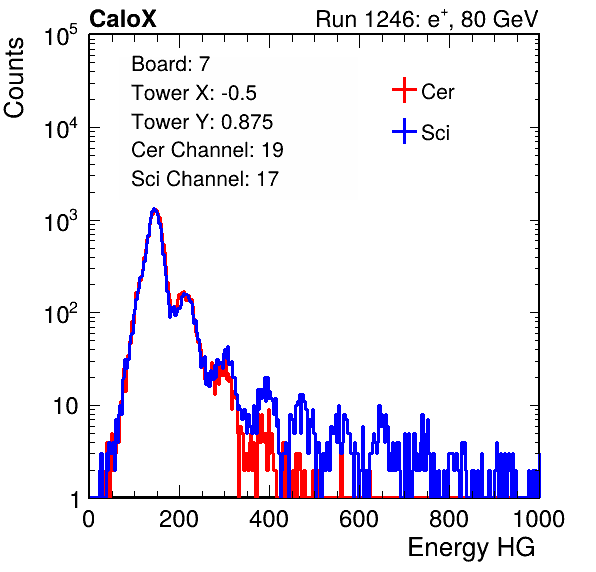 CaloX Run 1246: e⁺, 80 GeV
Board: 7
Tower X: -0.5
Tower Y: 0.875
Cer Channel: 19
Sci Channel: 17
Cer
Sci
Counts
10⁵
10⁴
10³
10²
10
1
0 200 400 600 800 1000
Energy HG